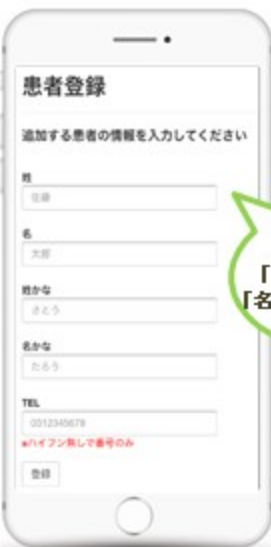 患者登録
追加する患者の情報を入力してください
姓
佐藤
名
太郎
姓かな
さとう
名かな
たろう
TEL
0312345678
※ハイフン無しで番号のみ
登録
「
「名